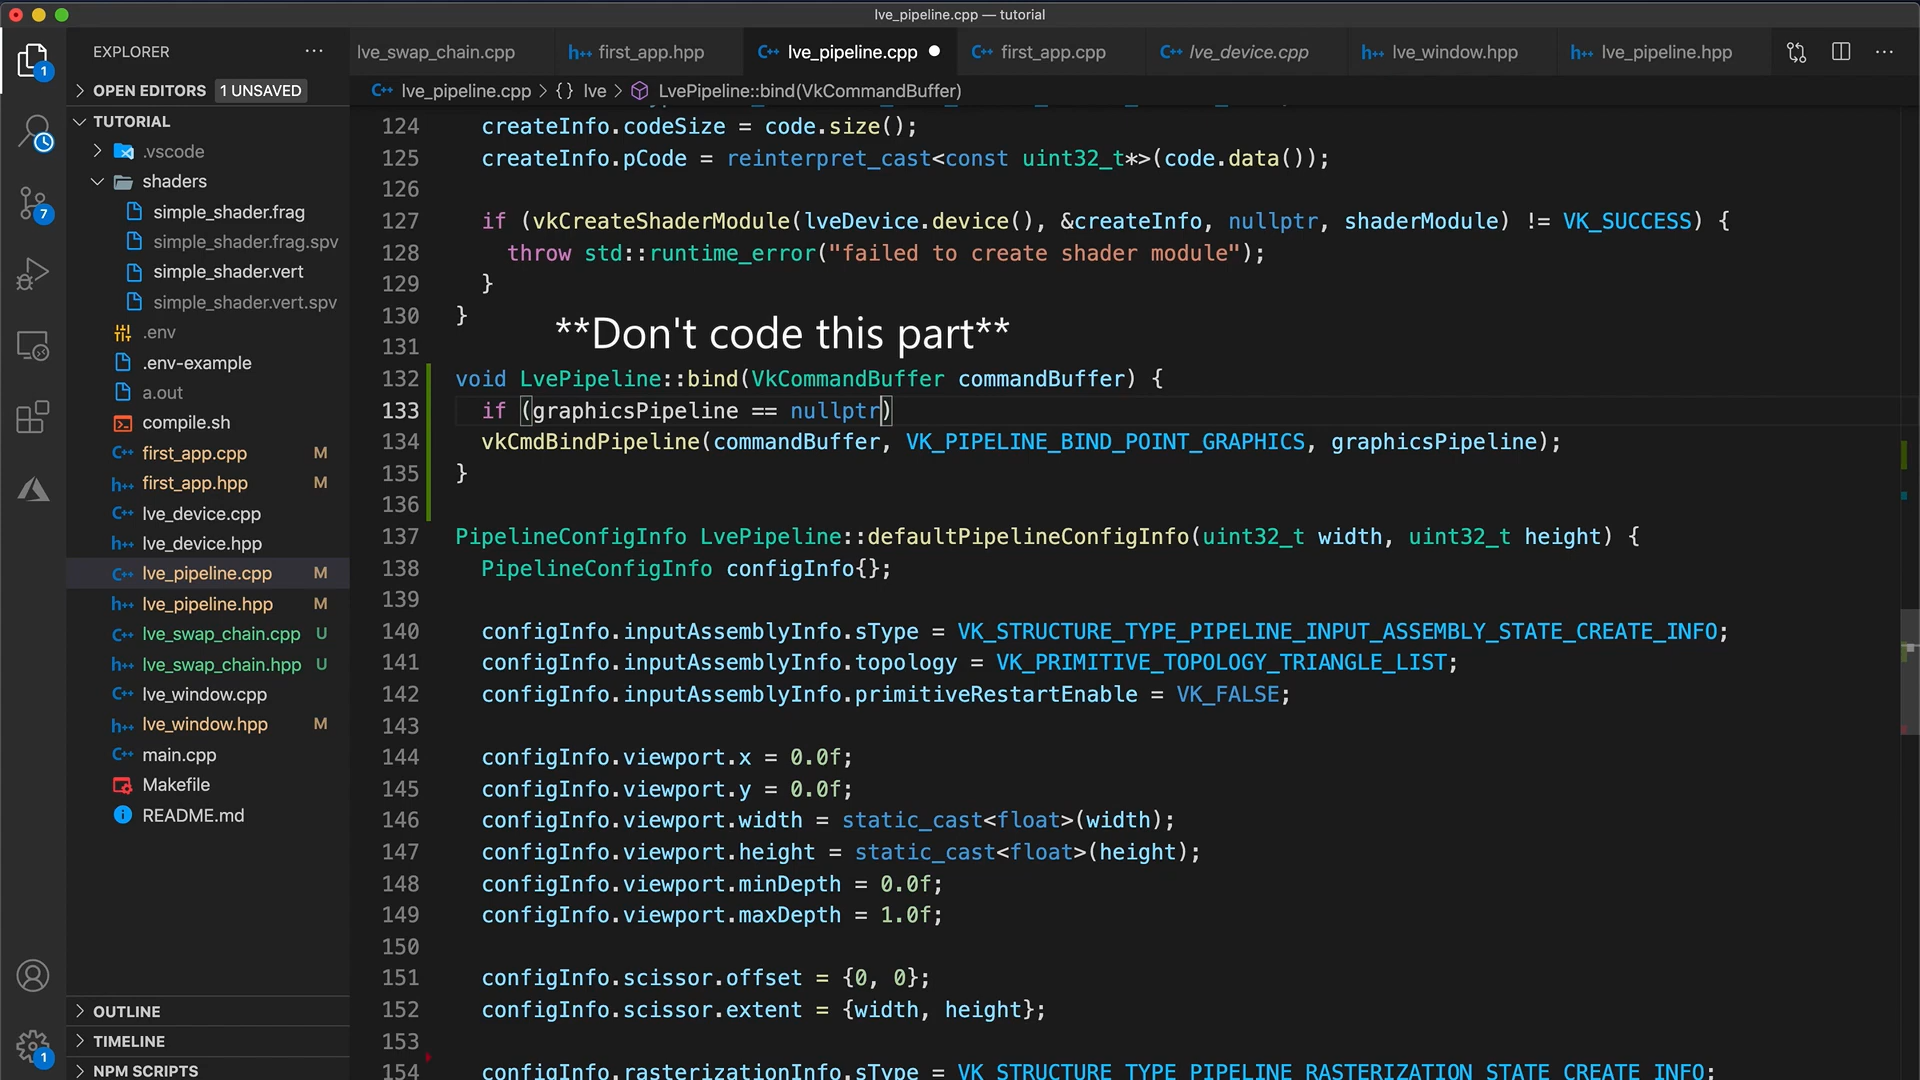 lve_pipeline.cpp — tutorial
EXPLORER
lve_swap_chain.cpp
h++ first_app.hpp
C++ lve_pipeline.cpp
C++ first_app.cpp
C++ lve_device.cpp
h++ lve_window.hpp
h++ lve_pipeline.hpp
OPEN EDITORS 1 UNSAVED
C++ lve_pipeline.cpp > {} lve > LvePipeline::bind(VkCommandBuffer)
TUTORIAL
.vscode
shaders
simple_shader.frag
simple_shader.frag.spv
simple_shader.vert
simple_shader.vert.spv
.env
.env-example
a.out
compile.sh
C++ first_app.cpp M
h++ first_app.hpp M
C++ lve_device.cpp
h++ lve_device.hpp
C++ lve_pipeline.cpp M
h++ lve_pipeline.hpp M
C++ lve_swap_chain.cpp U
h++ lve_swap_chain.hpp U
C++ lve_window.cpp
h++ lve_window.hpp M
C++ main.cpp
Makefile
README.md
OUTLINE
TIMELINE
NPM SCRIPTS
1
7
1
124 createInfo.codeSize = code.size();
125 createInfo.pCode = reinterpret_cast<const uint32_t*>(code.data());
126
127 if (vkCreateShaderModule(lveDevice.device(), &createInfo, nullptr, shaderModule) != VK_SUCCESS) {
128 throw std::runtime_error("failed to create shader module");
129 }
130 }
**Don't code this part**
131
132 void LvePipeline::bind(VkCommandBuffer commandBuffer) {
133 if (graphicsPipeline == nullptr)
134 vkCmdBindPipeline(commandBuffer, VK_PIPELINE_BIND_POINT_GRAPHICS, graphicsPipeline);
135 }
136
137 PipelineConfigInfo LvePipeline::defaultPipelineConfigInfo(uint32_t width, uint32_t height) {
138 PipelineConfigInfo configInfo{};
139
140 configInfo.inputAssemblyInfo.sType = VK_STRUCTURE_TYPE_PIPELINE_INPUT_ASSEMBLY_STATE_CREATE_INFO;
141 configInfo.inputAssemblyInfo.topology = VK_PRIMITIVE_TOPOLOGY_TRIANGLE_LIST;
142 configInfo.inputAssemblyInfo.primitiveRestartEnable = VK_FALSE;
143
144 configInfo.viewport.x = 0.0f;
145 configInfo.viewport.y = 0.0f;
146 configInfo.viewport.width = static_cast<float>(width);
147 configInfo.viewport.height = static_cast<float>(height);
148 configInfo.viewport.minDepth = 0.0f;
149 configInfo.viewport.maxDepth = 1.0f;
150
151 configInfo.scissor.offset = {0, 0};
152 configInfo.scissor.extent = {width, height};
153
154 configInfo.rasterizationInfo.sType = VK_STRUCTURE_TYPE_PIPELINE_RASTERIZATION_STATE_CREATE_INFO;